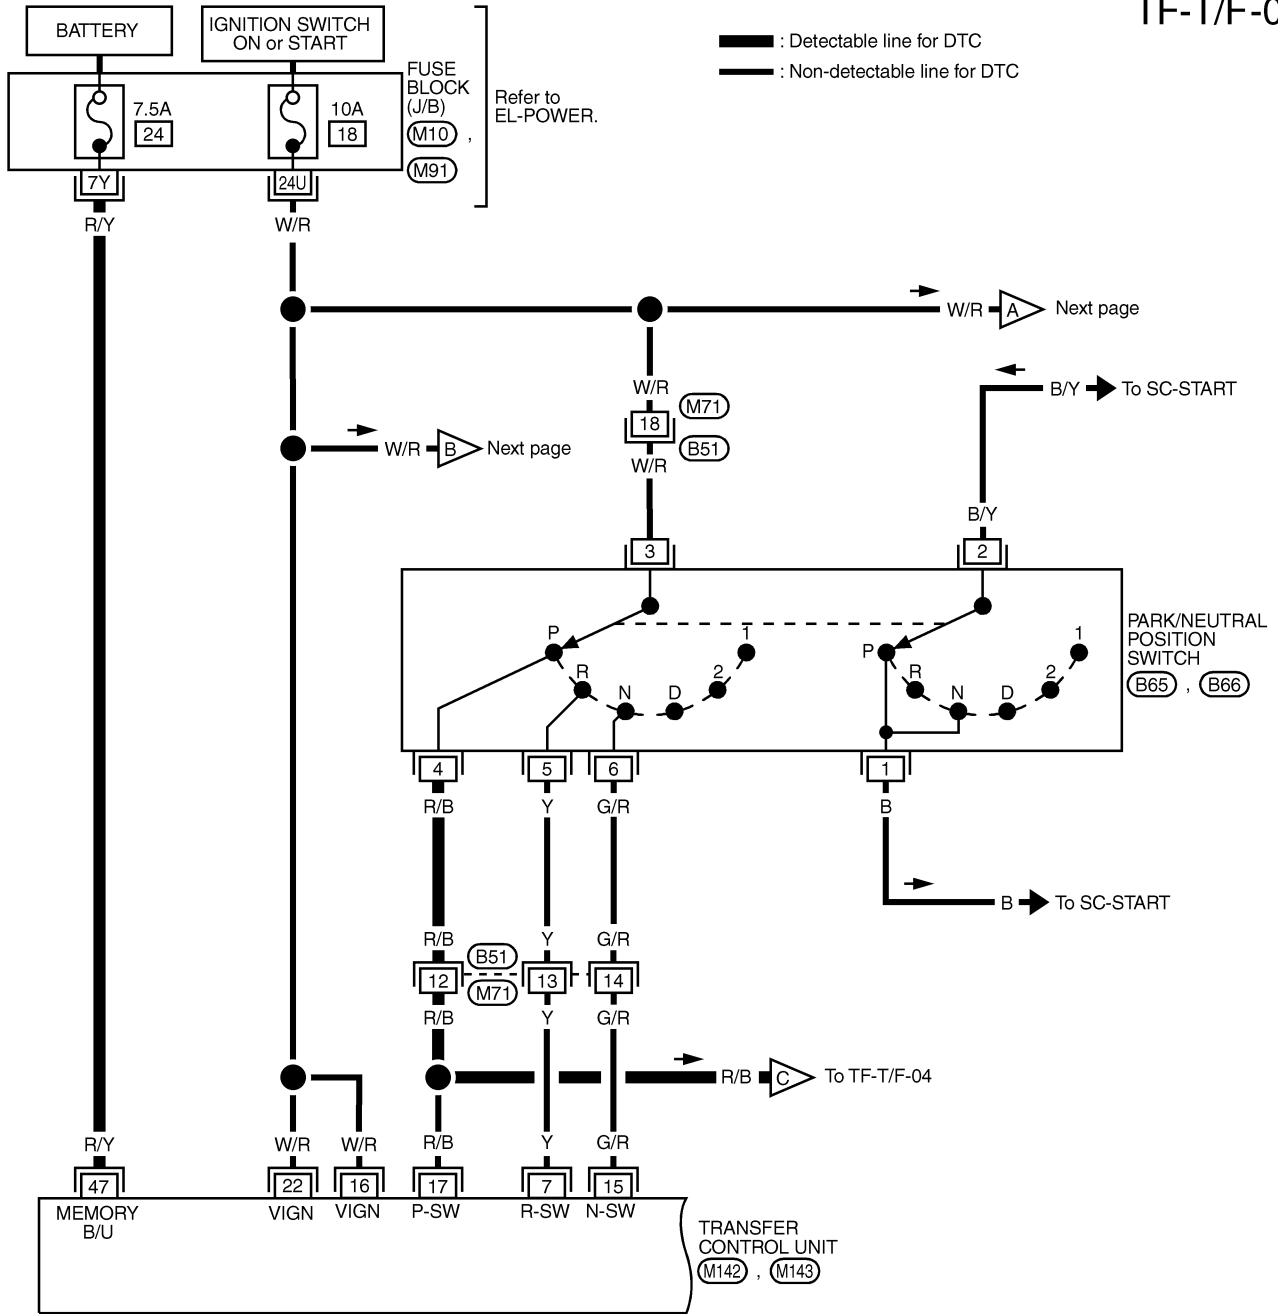 TF-T/F-0
BATTERY
IGNITION SWITCH
ON or START
: Detectable line for DTC
: Non-detectable line for DTC
FUSE
BLOCK
(J/B)
M10 ,
M91
Refer to
EL-POWER.
7.5A
24
10A
18
7Y
24U
R/Y
W/R
W/R
A
Next page
W/R
18
M71
B51
W/R
B/Y
To SC-START
W/R
B
Next page
B/Y
3
2
P
R
N
D
2
1
P
R
N
D
2
1
PARK/NEUTRAL
POSITION
SWITCH
B65 , B66
4
5
6
1
R/B
Y
G/R
B
B
To SC-START
R/B
Y
G/R
12
B51
M71
13
14
R/B
Y
G/R
R/B
C
To TF-T/F-04
R/Y
W/R
W/R
R/B
Y
G/R
47
22
16
17
7
15
MEMORY
B/U
VIGN
VIGN
P-SW
R-SW
N-SW
TRANSFER
CONTROL UNIT
M142 , M143